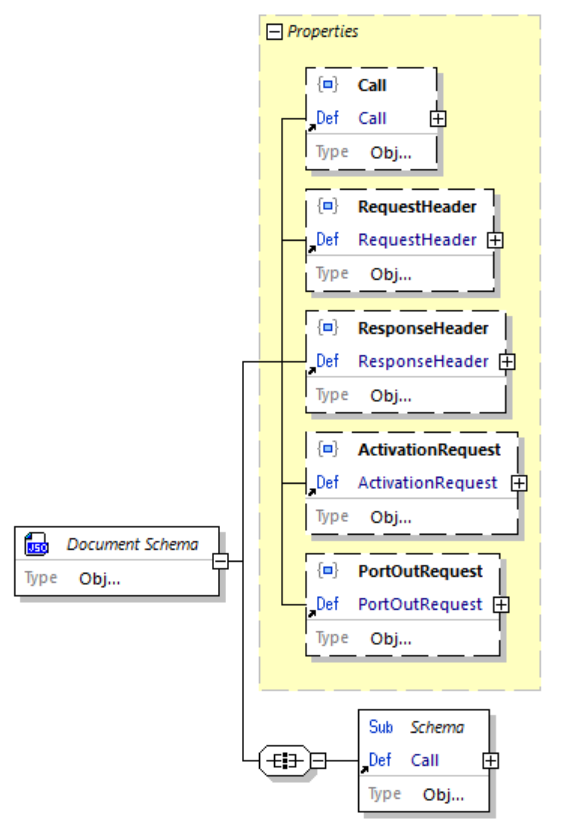 Properties
Call
Def Call
Type Obj...
RequestHeader
Def RequestHeader
Type Obj...
ResponseHeader
Def ResponseHeader
Type Obj...
ActivationRequest
Def ActivationRequest
Type Obj...
JSO Document Schema
Type Obj...
PortOutRequest
Def PortOutRequest
Type Obj...
Sub Schema
Def Call
Type Obj...